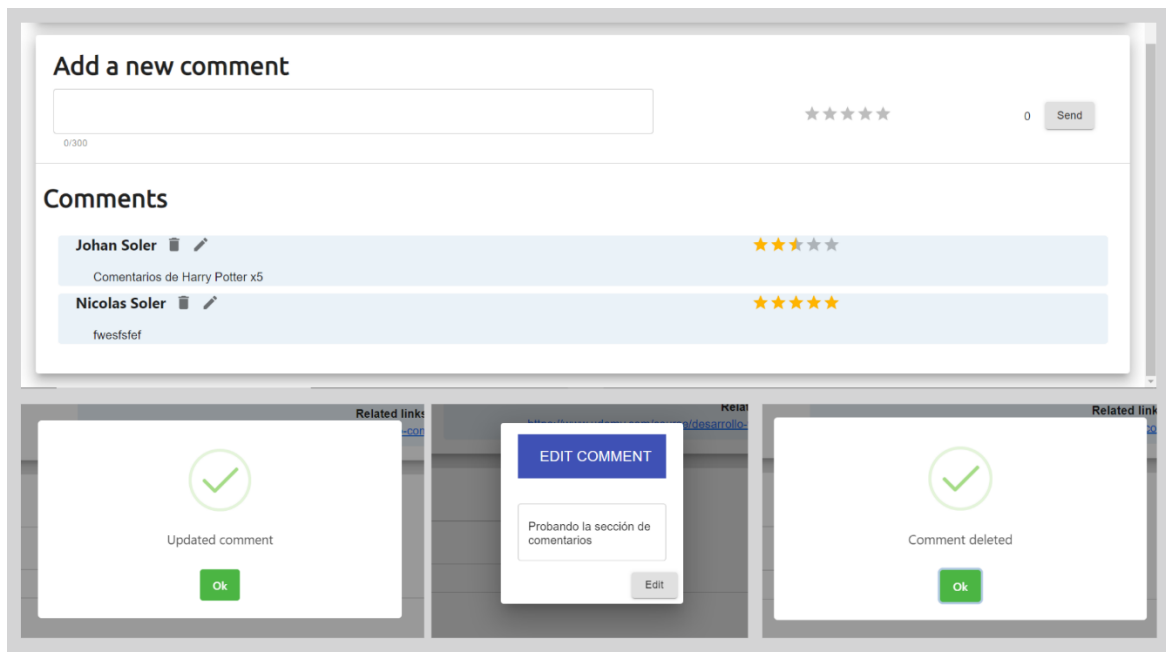 Add a new comment
0/300
0 Send
Comments
Johan Soler
Comentarios de Harry Potter x5
Nicolas Soler
fwesfsfef
Related links
Updated comment
Ok
EDIT COMMENT
Probando la sección de
comentarios
Edit
Related link
Comment deleted
Ok